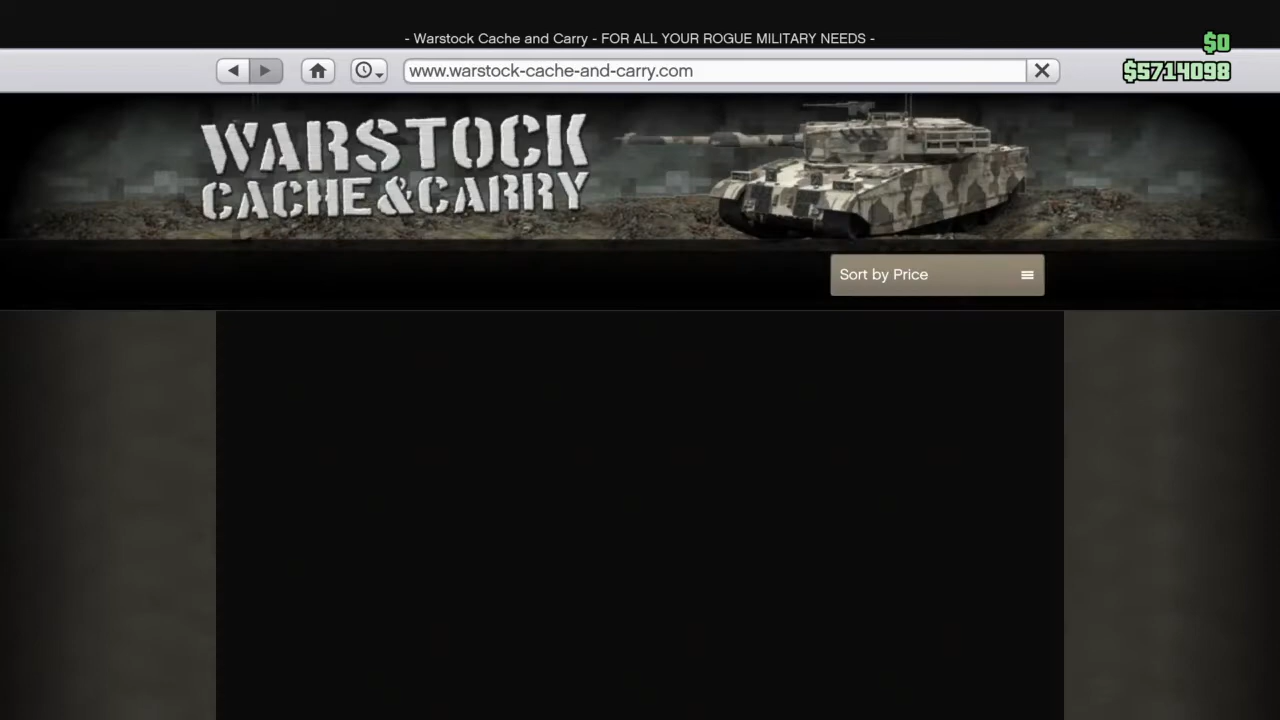 - Warstock Cache and Carry - FOR ALL YOUR ROGUE MILITARY NEEDS -
$0
www.warstock-cache-and-carry.com
$5714098
WARSTOCK
CACHE&CARRY
Sort by Price